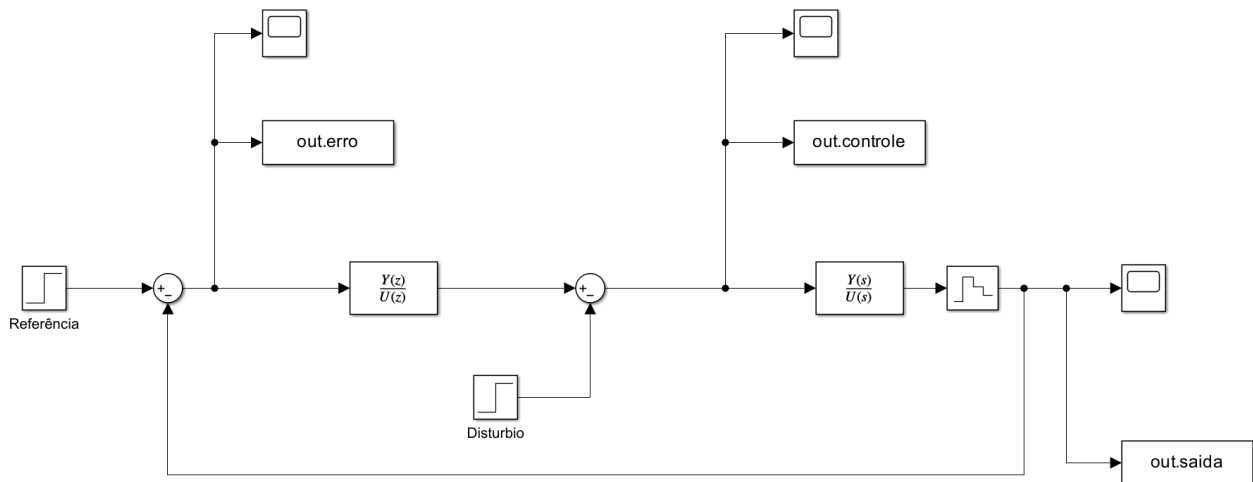 out.erro
out.controle
Referência
+
−
Y(z)
U(z)
+
−
Y(s)
U(s)
Disturbio
out.saida